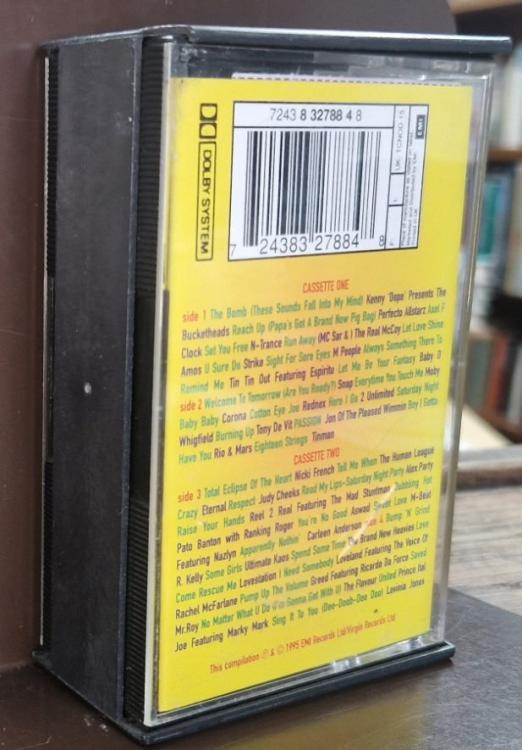 7243 8 32788 4 8
DOLBY SYSTEM
UK: TCNOD 15
EMI
7 24383 27884 8
CASSETTE ONE
side 1 The Bomb (These Sounds Fall Into My Mind) Kenny 'Dope' Presents The
Bucketheads Reach Up (Papa's Got A Brand New Pig Bag) Perfecto Allstarz Axel F
Clock Set You Free N-Trance Run Away (MC Sar & ) The Real McCoy Let Love Shine
Amos U Sure Do Strike Sight For Sore Eyes M People Always Something There To
Remind Me Tin Tin Out Featuring Espiritu Let Me Be Your Fantasy Baby D
side 2 Welcome To Tomorrow (Are You Ready?) Snap Everytime You Touch Me Moby
Baby Baby Corona Cotton Eye Joe Rednex Here I Go 2 Unlimited Saturday Night
Whigfield Burning Up Tony De Vit PASSION Jon Of The Pleased Wimmin Boy I Gotta
Have You Rio & Mars Eighteen Strings Tinman
CASSETTE TWO
side 3 Total Eclipse Of The Heart Nicki French Tell Me When The Human League
Crazy Eternal Respect Judy Cheeks Read My Lips-Saturday Night Party Alex Party
Raise Your Hands Reel 2 Real Featuring The Mad Stuntman Bubbling Hot
Pato Banton with Ranking Roger You're No Good Aswad Sweet Love M-Beat
Featuring Nazlyn Apparently Nothin' Carleen Anderson side 4 Bump 'N' Grind
R. Kelly Some Girls Ultimate Kaos Spend Some Time The Brand New Heavies Love
Come Rescue Me Lovestation I Need Somebody Loveland Featuring The Voice Of
Rachel McFarlane Pump Up The Volume Greed Featuring Ricardo Da Force Saved
Mr.Roy No Matter What U Do (I'm Gonna Get With U) The Flavour United Prince Ital
Joe Featuring Marky Mark Sing It To You (Dee-Doob-Dee Doo) Lavinia Jones
This compilation ℗ & © 1995 EMI Records Ltd/Virgin Records Ltd